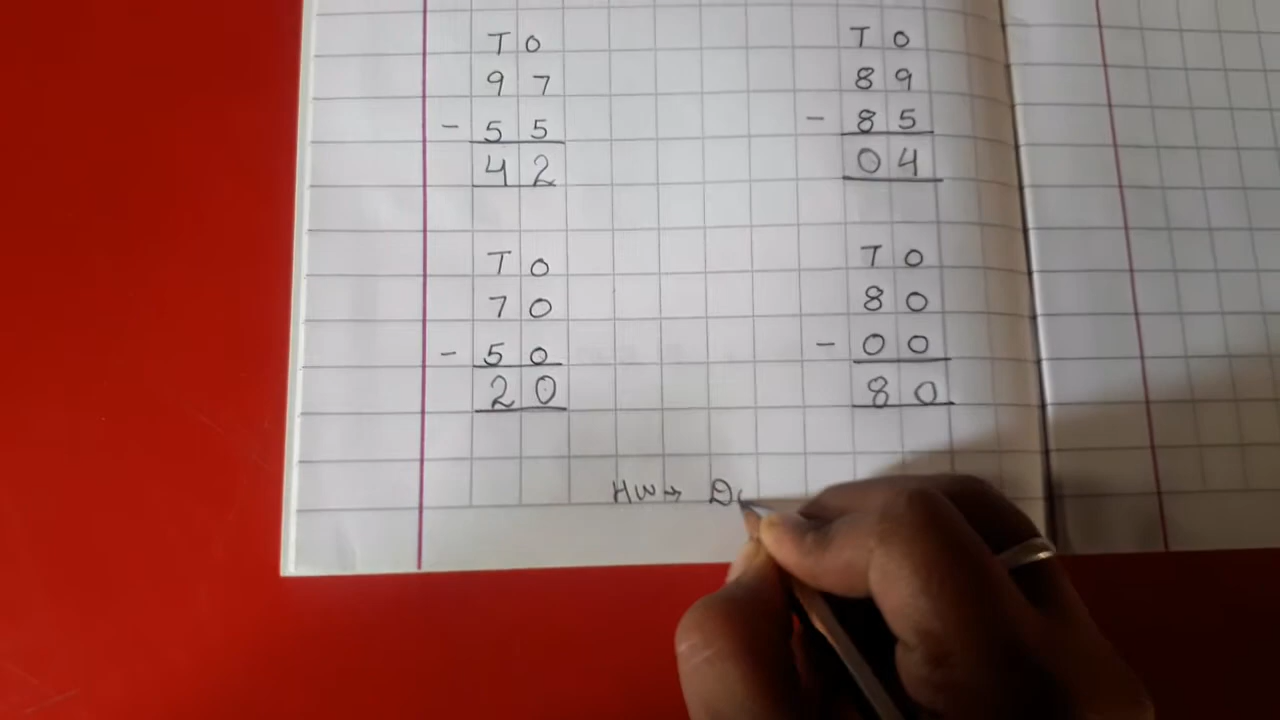 T O T O
9 7 8 9
- 5 5 - 8 5
4 2 0 4
T O T O
7 0 8 0
- 5 0 - 0 0
2 0 8 0
HW →